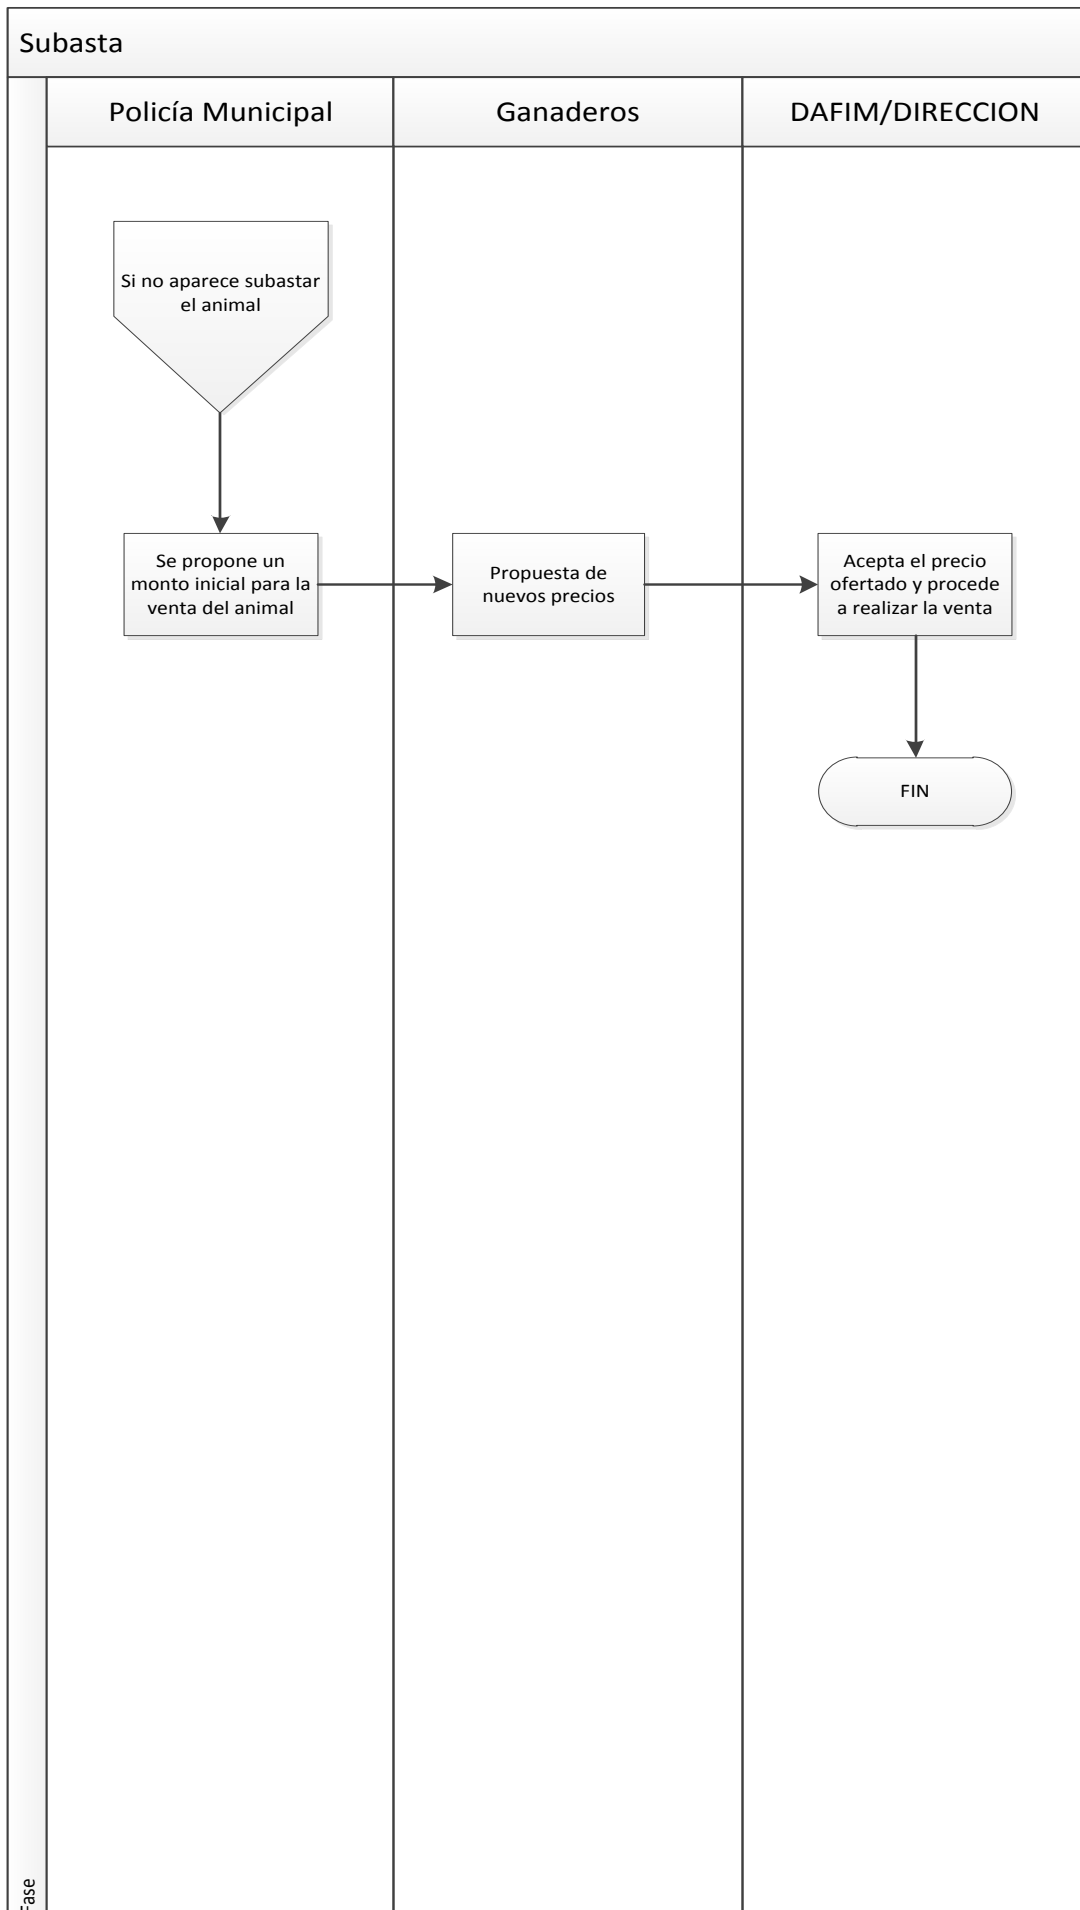 Subasta
Policía Municipal
Ganaderos
DAFIM/DIRECCION
Si no aparece subastar
el animal
Se propone un
monto inicial para la
venta del animal
Propuesta de
nuevos precios
Acepta el precio
ofertado y procede
a realizar la venta
FIN
Fase